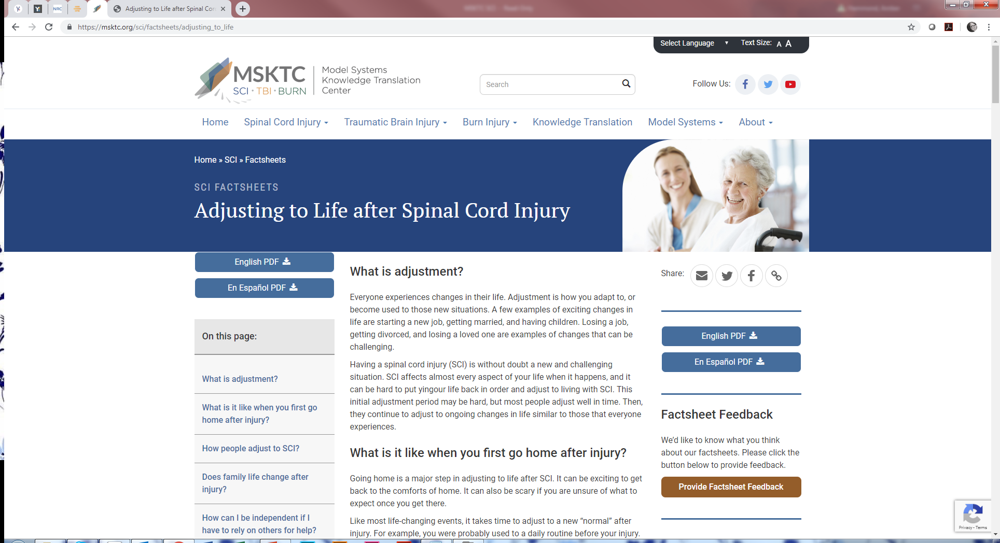 y.
Y
NRC
Adjusting to Life after Spinal Cor
https://msktc.org/sci/factsheets/adjusting_to_life
Select Language
Text Size: A A
MSKTC
SCI · TBI · BURN
Model Systems
Knowledge Translation
Center
Search
Follow Us:
Home
Spinal Cord Injury
Traumatic Brain Injury
Burn Injury
Knowledge Translation
Model Systems
About
Home » SCI » Factsheets
SCI FACTSHEETS
Adjusting to Life after Spinal Cord Injury
English PDF
En Español PDF
On this page:
What is adjustment?
What is it like when you first go
home after injury?
How people adjust to SCI?
Does family life change after
injury?
How can I be independent if I
have to rely on others for help?
What is adjustment?
Everyone experiences changes in their life. Adjustment is how you adapt to, or
become used to those new situations. A few examples of exciting changes in
life are starting a new job, getting married, and having children. Losing a job,
getting divorced, and losing a loved one are examples of changes that can be
challenging.
Having a spinal cord injury (SCI) is without doubt a new and challenging
situation. SCI affects almost every aspect of your life when it happens, and it
can be hard to put yingour life back in order and adjust to living with SCI. This
initial adjustment period may be hard, but most people adjust well in time. Then,
they continue to adjust to ongoing changes in life similar to those that everyone
experiences.
What is it like when you first go home after injury?
Going home is a major step in adjusting to life after SCI. It can be exciting to get
back to the comforts of home. It can also be scary if you are unsure of what to
expect once you get there.
Like most life-changing events, it takes time to adjust to a new “normal” after
injury. For example, you were probably used to a daily routine before your injury.
Share:
English PDF
En Español PDF
Factsheet Feedback
We’d like to know what you think
about our factsheets. Please click the
button below to provide feedback.
Provide Factsheet Feedback
Privacy - Terms